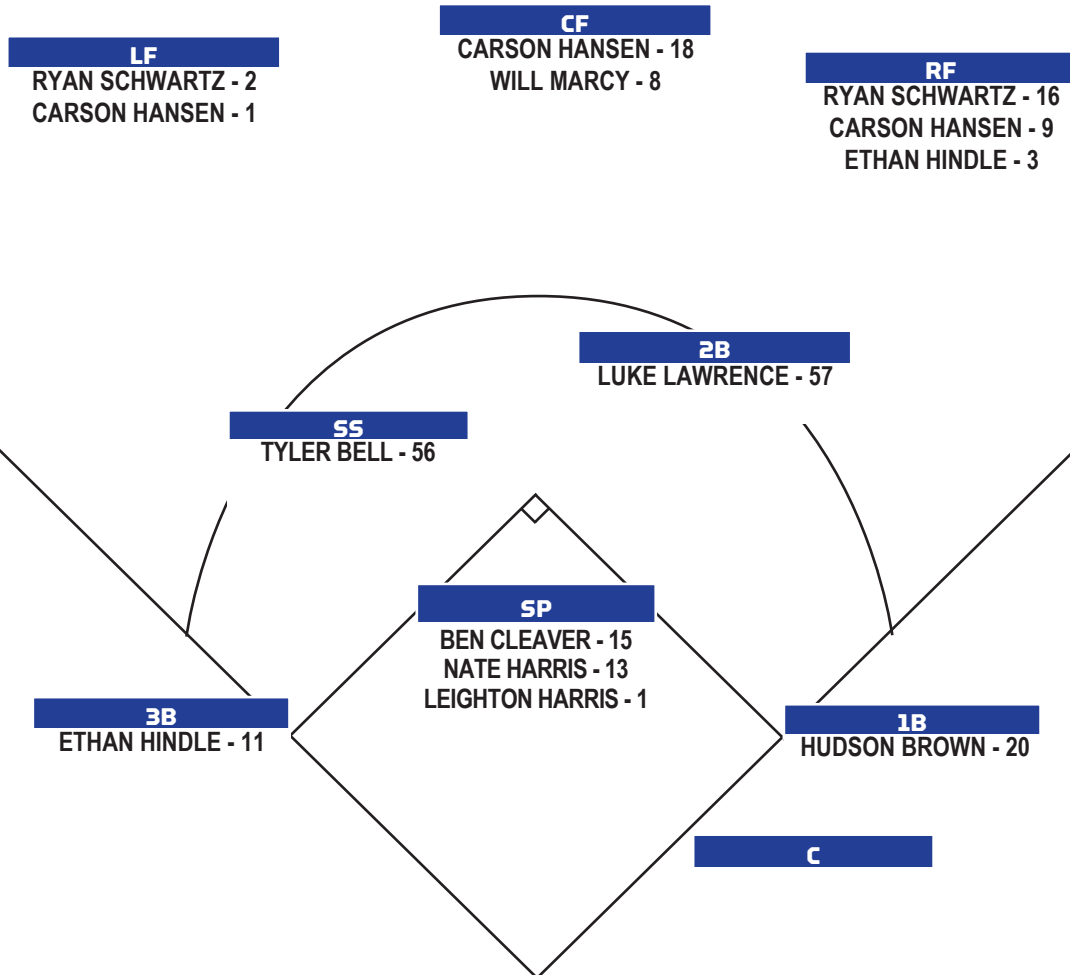 LF
RYAN SCHWARTZ - 2
CARSON HANSEN - 1
CF
CARSON HANSEN - 18
WILL MARCY - 8
RF
RYAN SCHWARTZ - 16
CARSON HANSEN - 9
ETHAN HINDLE - 3
2B
LUKE LAWRENCE - 57
SS
TYLER BELL - 56
SP
BEN CLEAVER - 15
NATE HARRIS - 13
LEIGHTON HARRIS - 1
3B
ETHAN HINDLE - 11
1B
HUDSON BROWN - 20
C